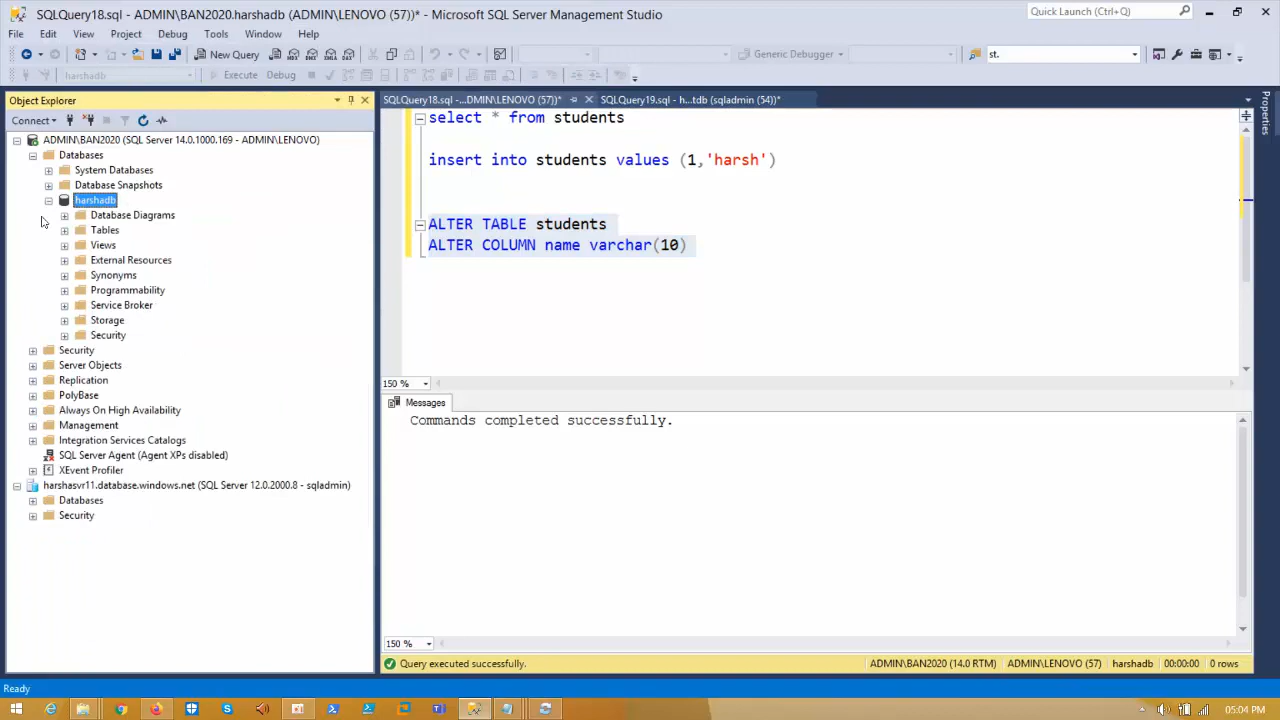 SQLQuery18.sql - ADMIN\BAN2020.harshadb (ADMIN\LENOVO (57))* - Microsoft SQL Server Management Studio
Quick Launch (Ctrl+Q)
File Edit View Project Debug Tools Window Help
New Query
Generic Debugger
st.
harshadb
Execute Debug
Object Explorer
Connect
ADMIN\BAN2020 (SQL Server 14.0.1000.169 - ADMIN\LENOVO)
Databases
System Databases
Database Snapshots
harshadb
Database Diagrams
Tables
Views
External Resources
Synonyms
Programmability
Service Broker
Storage
Security
Security
Server Objects
Replication
PolyBase
Always On High Availability
Management
Integration Services Catalogs
SQL Server Agent (Agent XPs disabled)
XEvent Profiler
harshasvr11.database.windows.net (SQL Server 12.0.2000.8 - sqladmin)
Databases
Security
SQLQuery18.sql -...DMIN\LENOVO (57))*
SQLQuery19.sql - h...tdb (sqladmin (54))*
select * from students
insert into students values (1,'harsh')
ALTER TABLE students
ALTER COLUMN name varchar(10)
150 %
Messages
Commands completed successfully.
150 %
Query executed successfully.
ADMIN\BAN2020 (14.0 RTM)
ADMIN\LENOVO (57)
harshadb
00:00:00
0 rows
Properties
Ready
05:04 PM